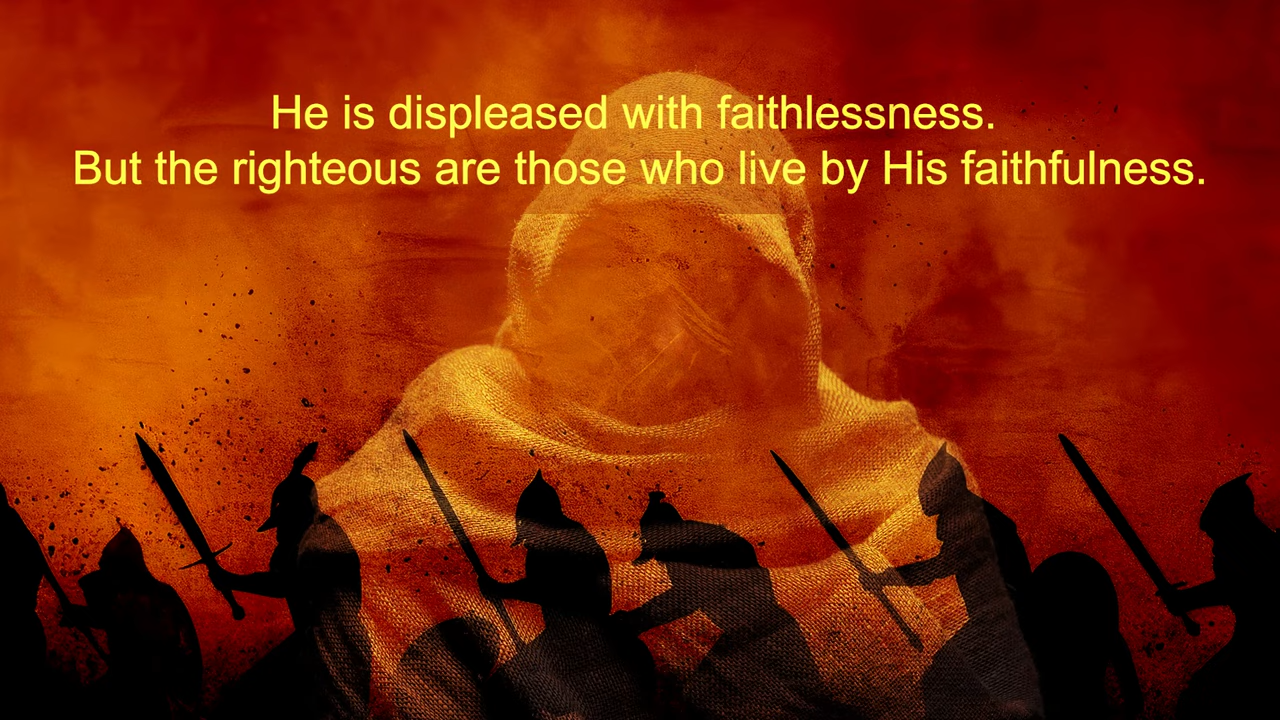 He is displeased with faithlessness.
But the righteous are those who live by His faithfulness.